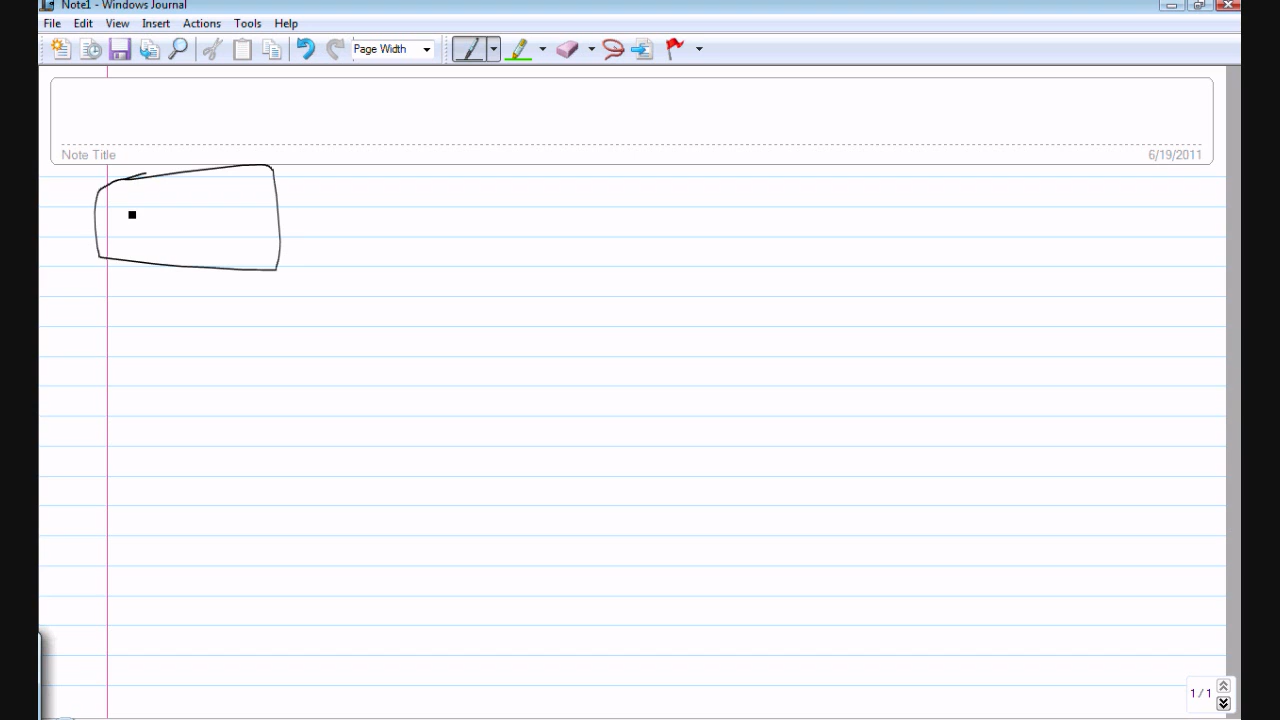 Note1 - Windows Journal
File Edit View Insert Actions Tools Help
Page Width
Note Title
6/19/2011
1 / 1